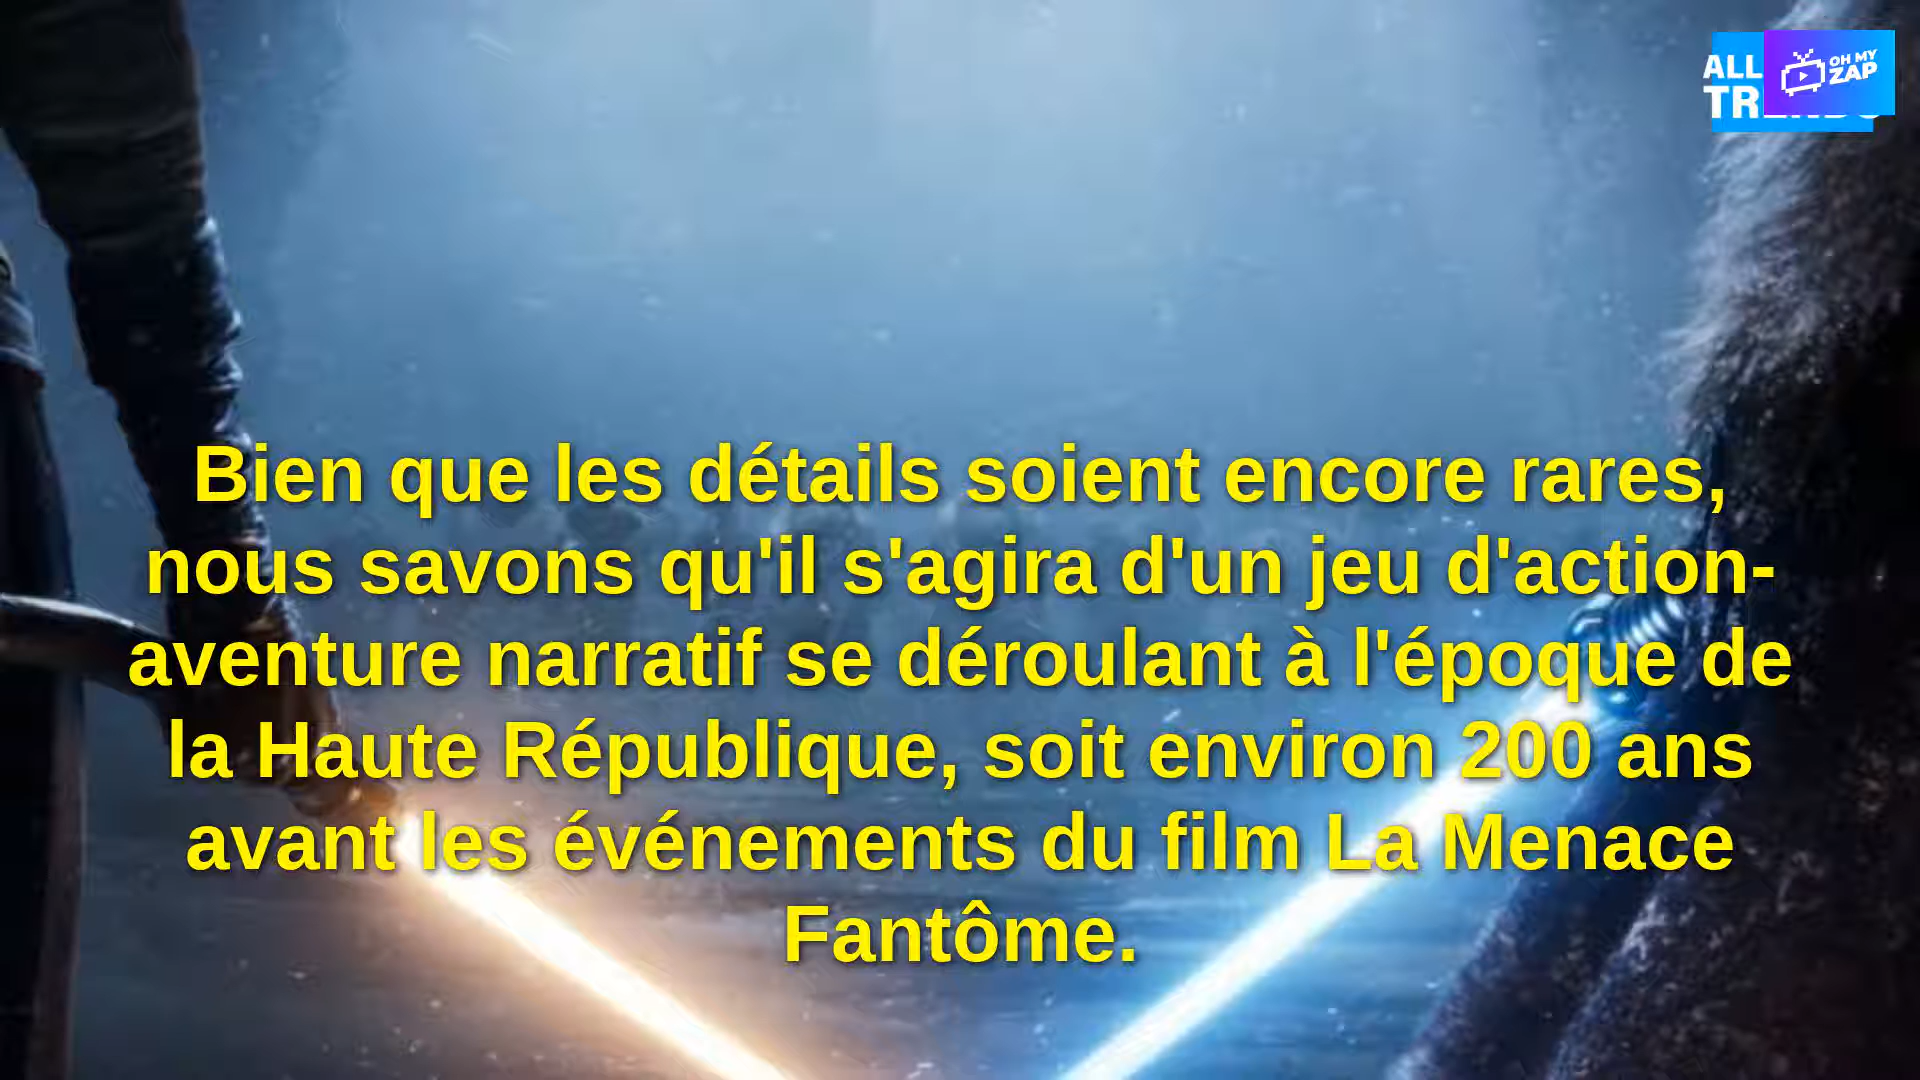 ALL
TR
OH MY
ZAP
Bien que les détails soient encore rares,
nous savons qu'il s'agira d'un jeu d'action-
aventure narratif se déroulant à l'époque de
la Haute République, soit environ 200 ans
avant les événements du film La Menace
Fantôme.